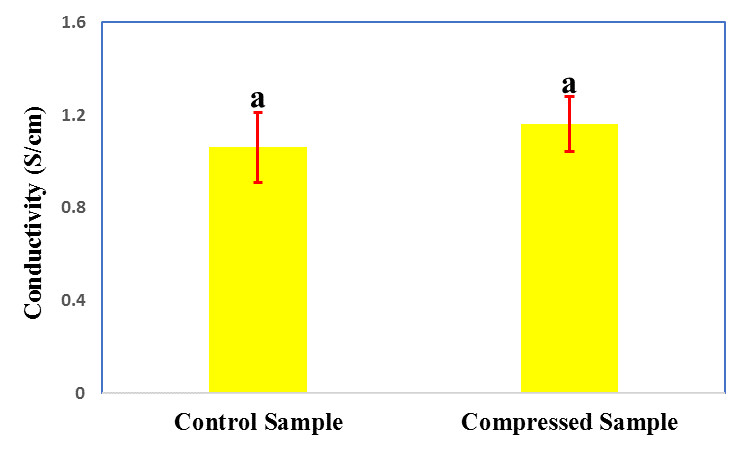 Conductivity (S/cm)
1.6
1.2
0.8
0.4
0
a
a
Control Sample
Compressed Sample